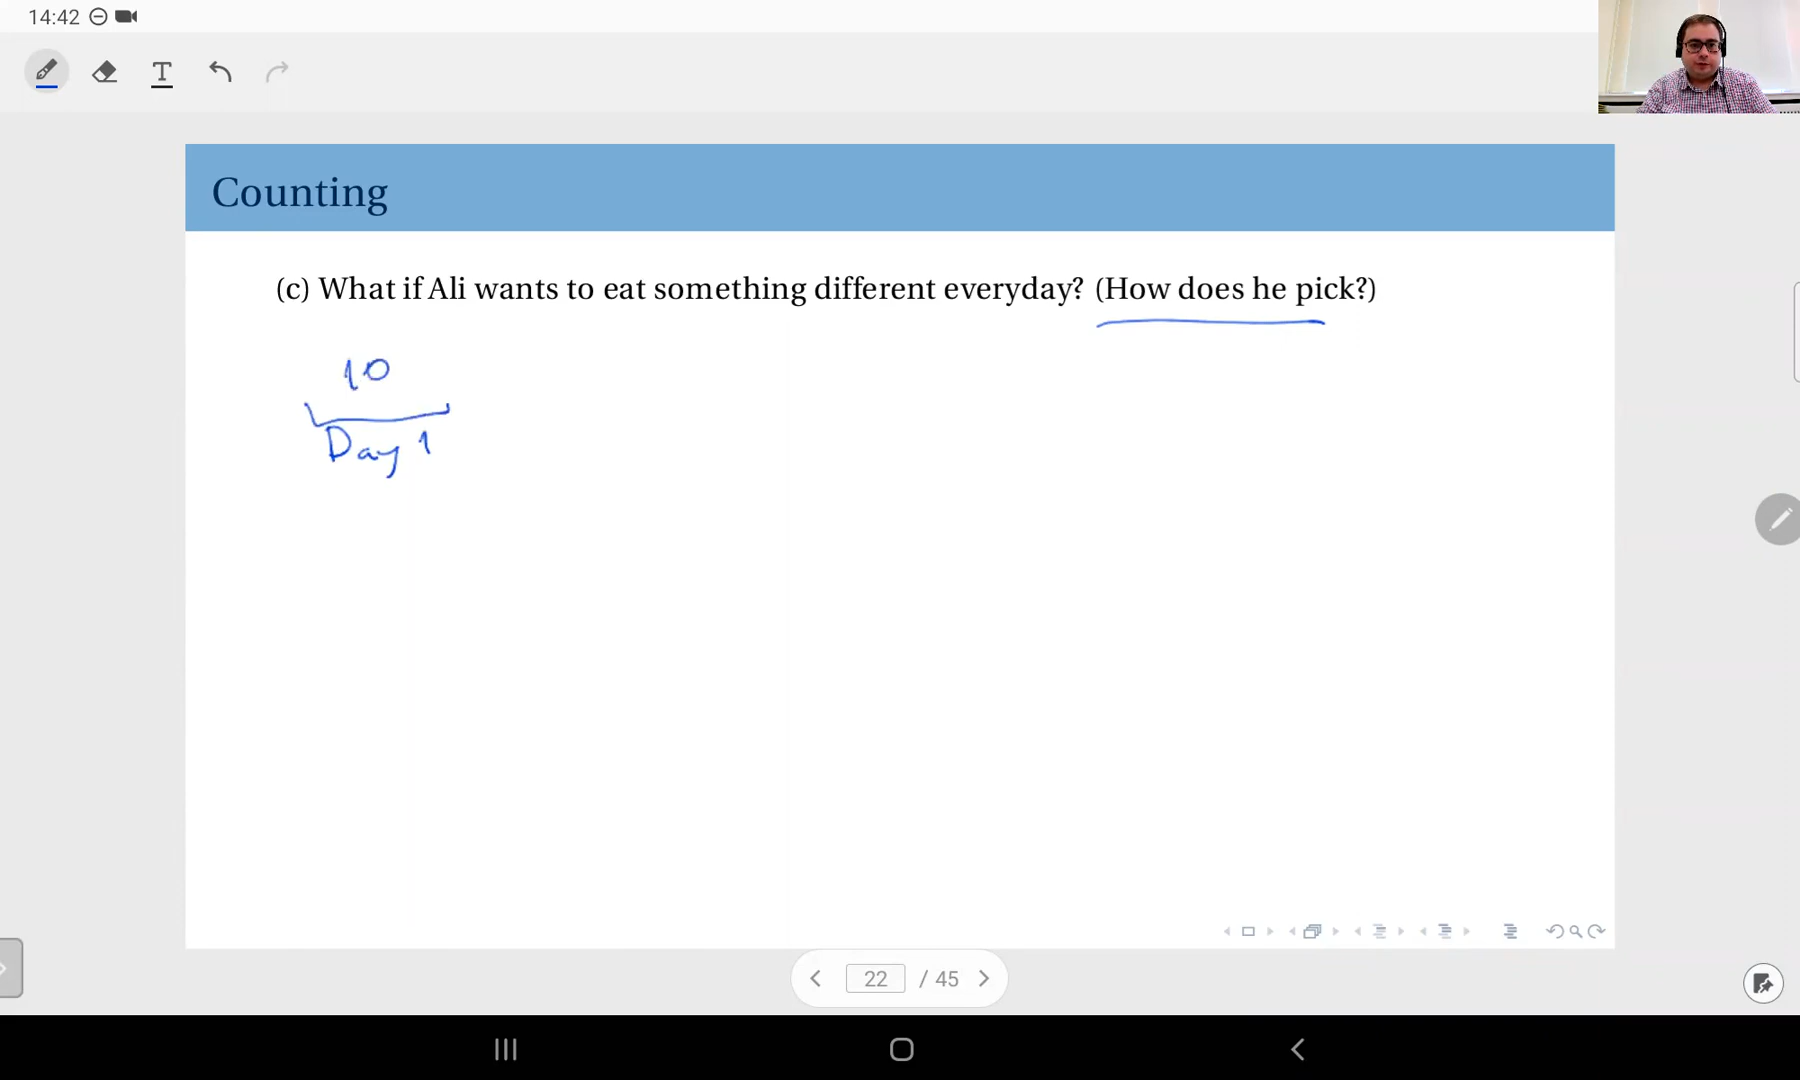 14:42
T
Counting
(c) What if Ali wants to eat something different everyday? (How does he pick?)
10
Day 1
22 / 45